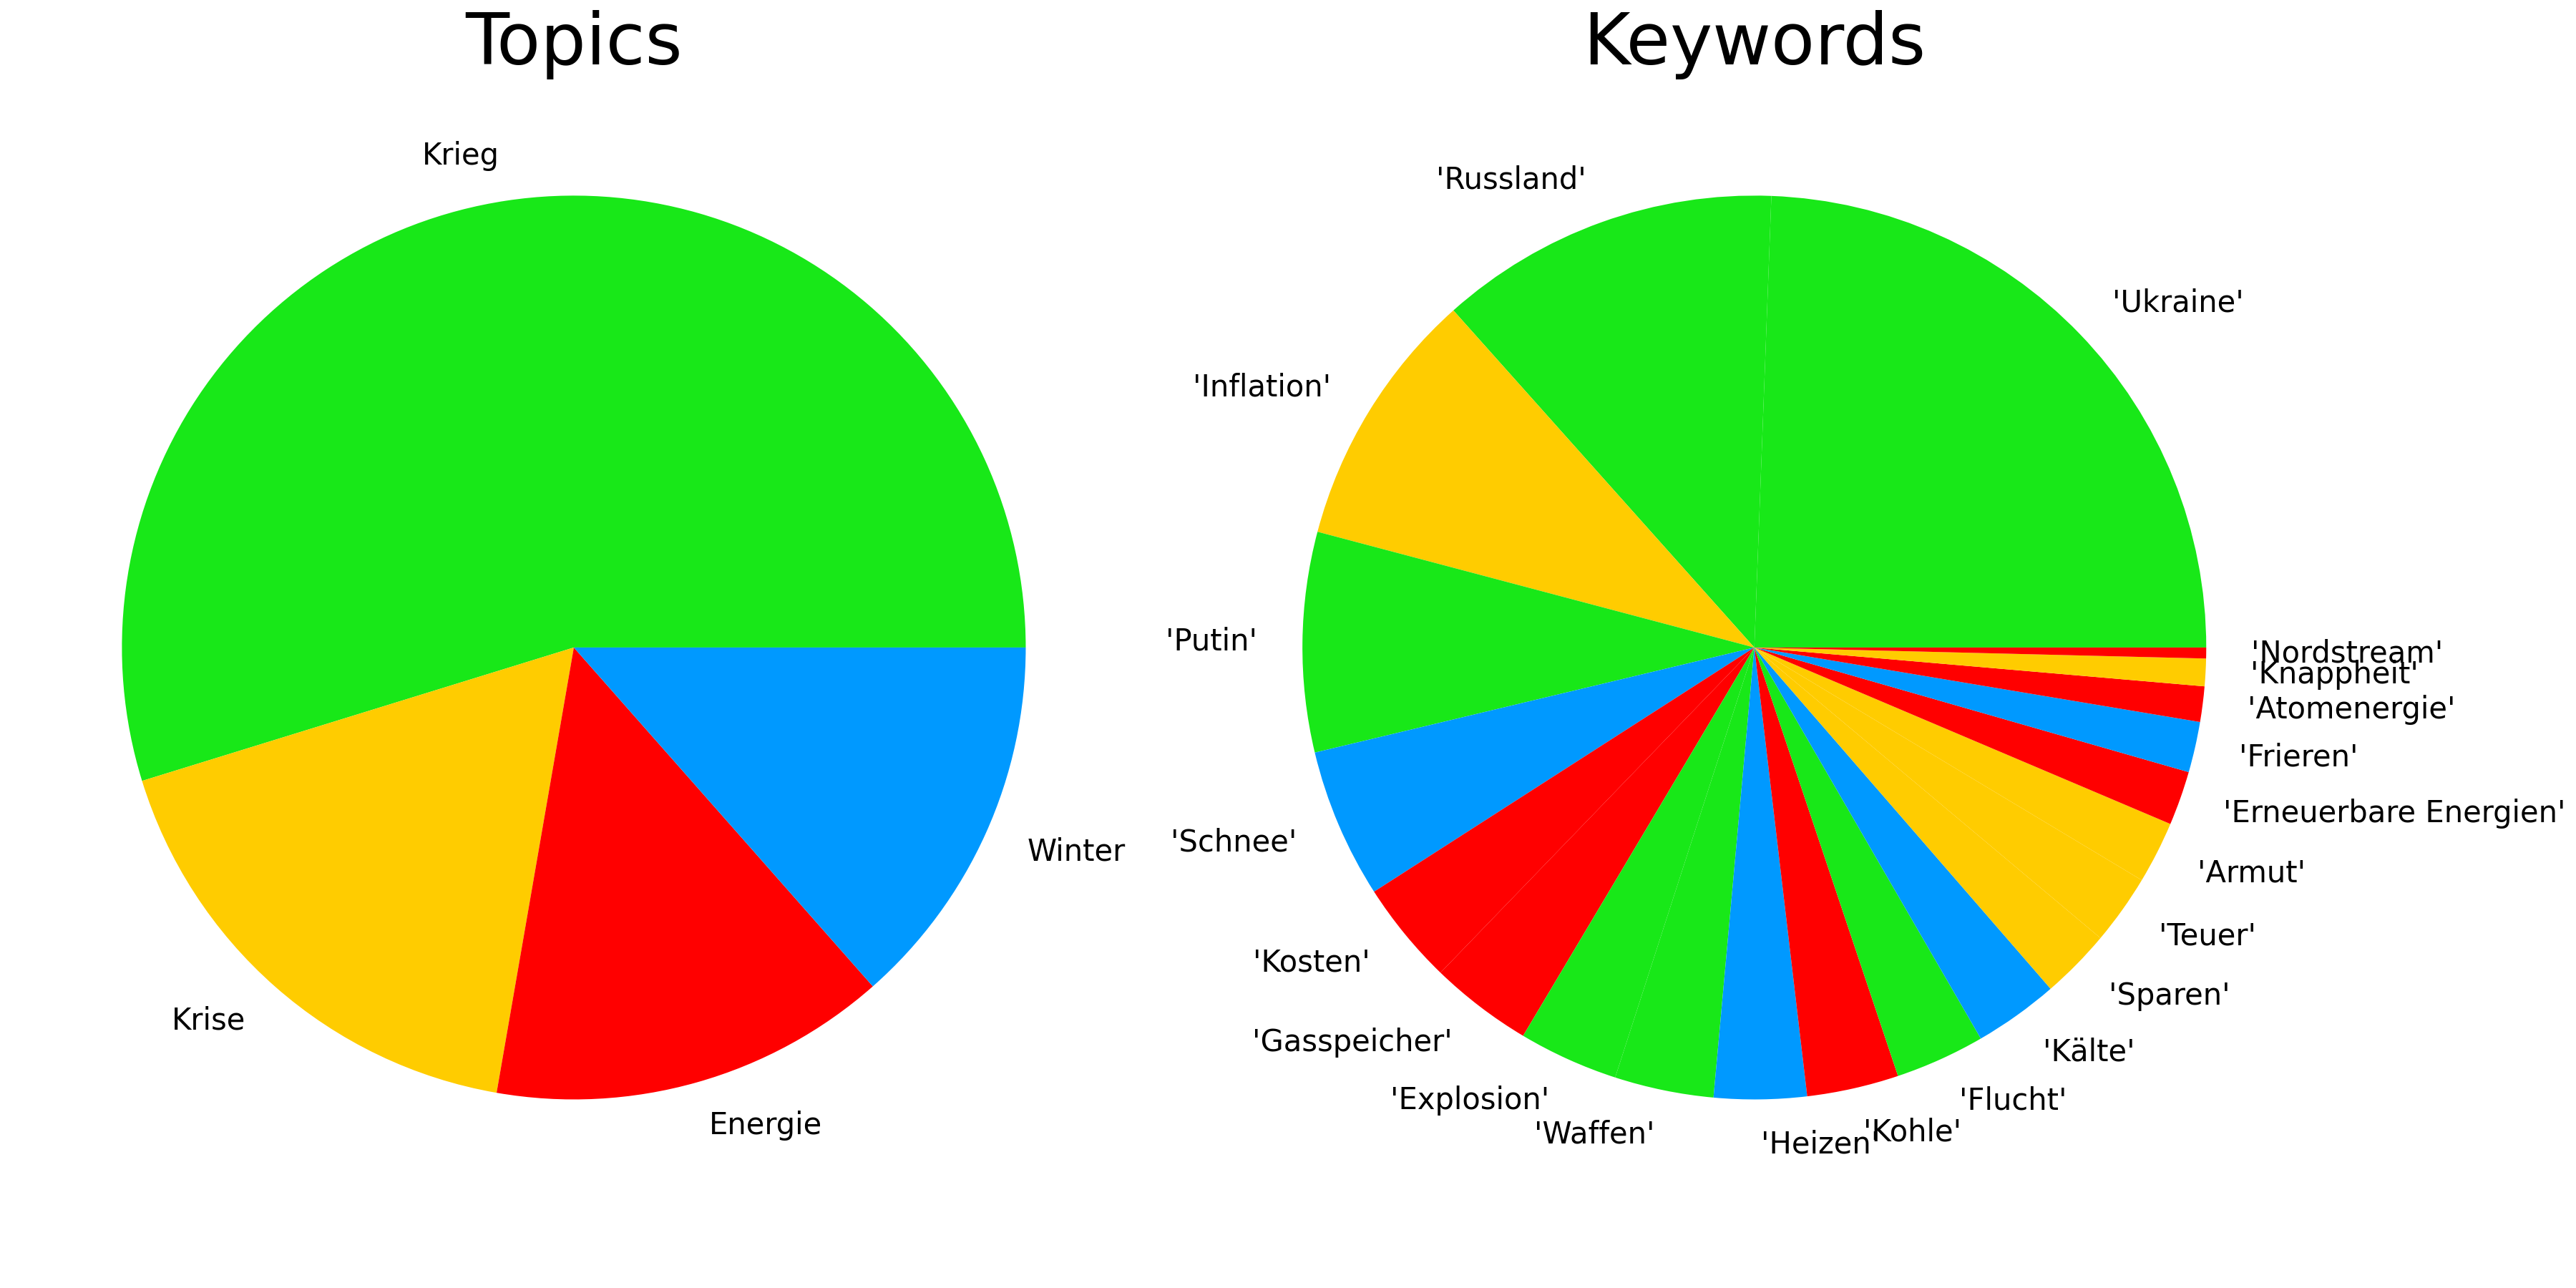 Topics
Krieg
Krise
Energie
Winter
Keywords
'Ukraine'
'Russland'
'Inflation'
'Putin'
'Schnee'
'Kosten'
'Gasspeicher'
'Explosion'
'Waffen'
'Heizen'
'Kohle'
'Flucht'
'Kälte'
'Sparen'
'Teuer'
'Armut'
'Erneuerbare Energien'
'Frieren'
'Atomenergie'
'Knappheit'
'Nordstream'